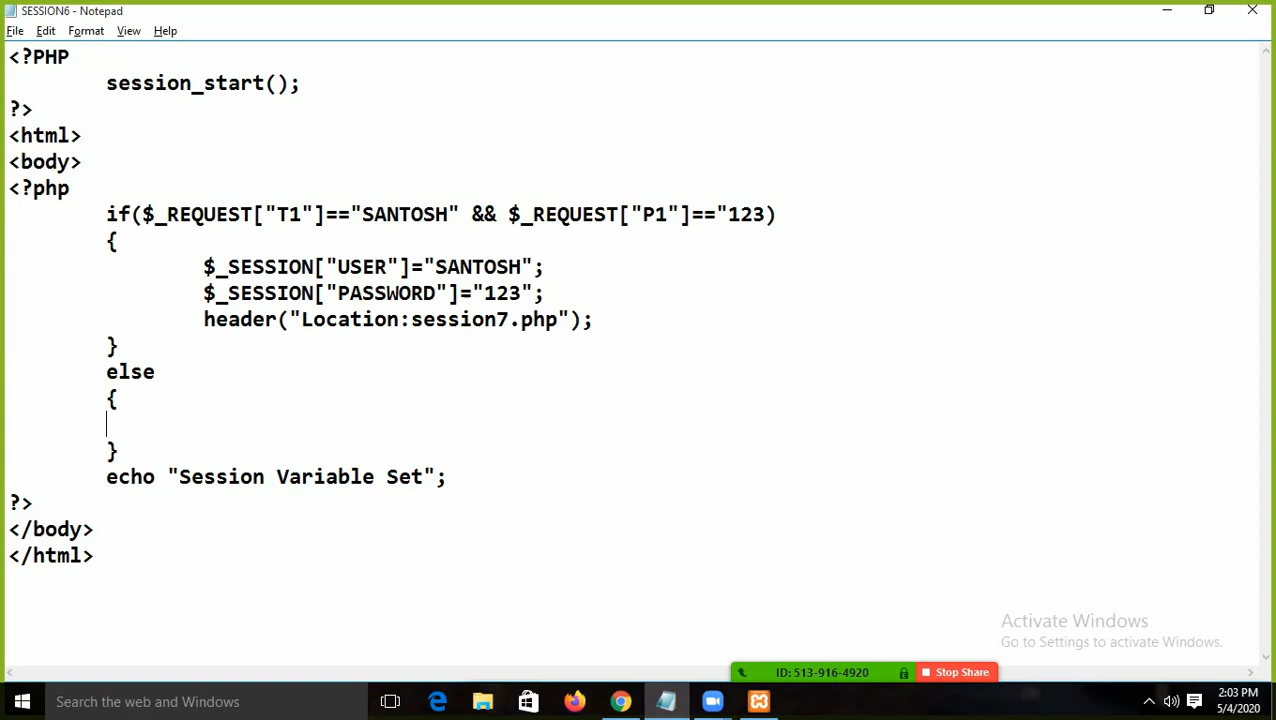 SESSION6 - Notepad
File Edit Format View Help
<?PHP
session_start();
?>
<html>
<body>
<?php
if($_REQUEST["T1"]=="SANTOSH" && $_REQUEST["P1"]=="123)
{
$_SESSION["USER"]="SANTOSH";
$_SESSION["PASSWORD"]="123";
header("Location:session7.php");
}
else
{
}
echo "Session Variable Set";
?>
</body>
</html>
Activate Windows
Go to Settings to activate Windows.
ID: 513-916-4920 Stop Share
Search the web and Windows
2:03 PM
5/4/2020